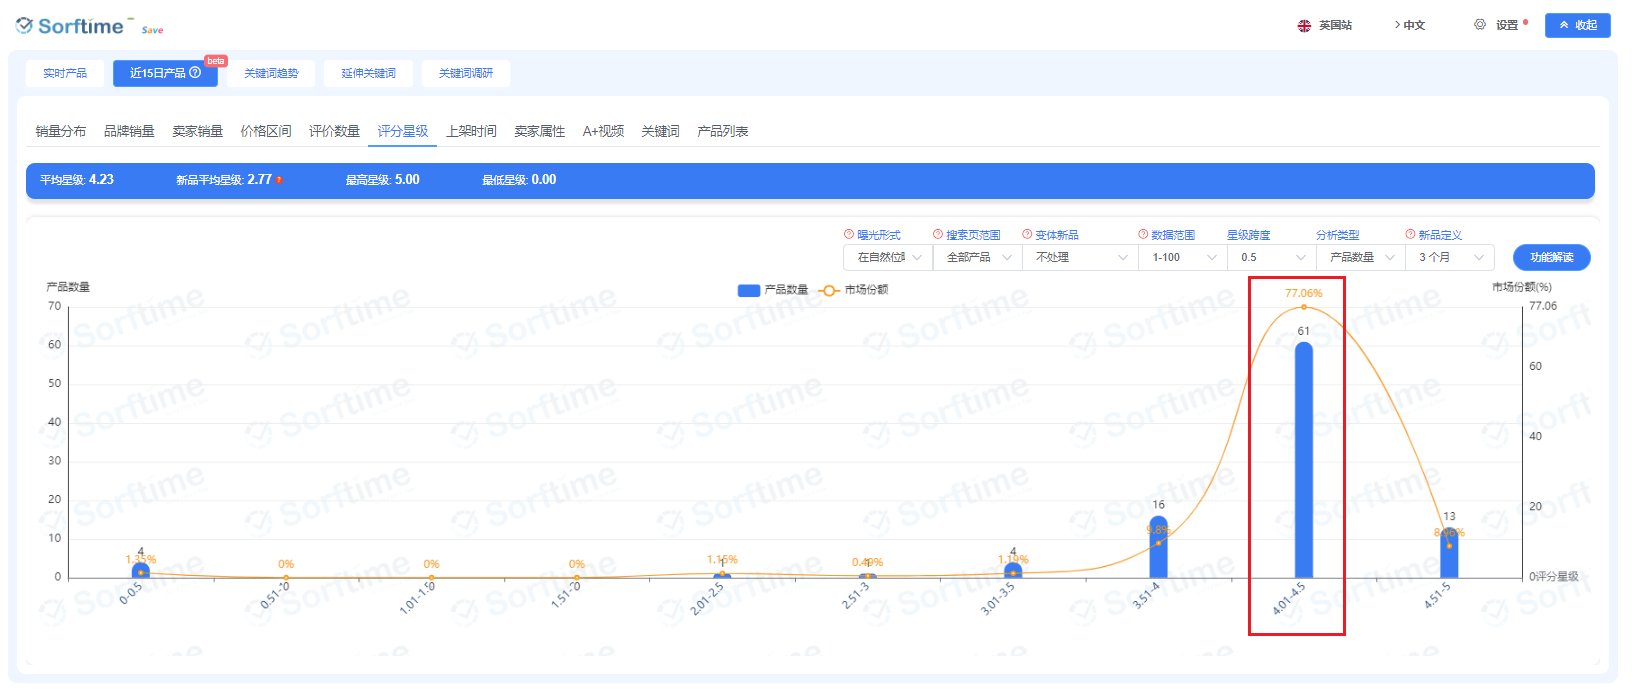 Sorftime Save
英国站 中文 设置 收起
实时产品 近15日产品 beta 关键词趋势 延伸关键词 关键词调研
销量分布 品牌销量 卖家销量 价格区间 评价数量 评分星级 上架时间 卖家属性 A+视频 关键词 产品列表
平均星级: 4.23 新品平均星级: 2.77 最高星级: 5.00 最低星级: 0.00
曝光形式 搜索页范围 变体新品 数据范围 星级跨度 分析类型 新品定义
在自然位 全部产品 不处理 1-100 0.5 产品数量 3 个月 功能解读
产品数量 产品数量 市场份额 市场份额(%)
77.06%
70 77.06
61
60 60
50
40 40
30
20 20
16 13
10
9.8%
4 4
1.35% 0% 0% 0% 1.15% 1 1.19%
0 0 评分星级
0-0.5 0.51-1 1.01-1.5 1.51-2 2.01-2.5 2.51-3 3.01-3.5 3.51-4 4.01-4.5 4.51-5